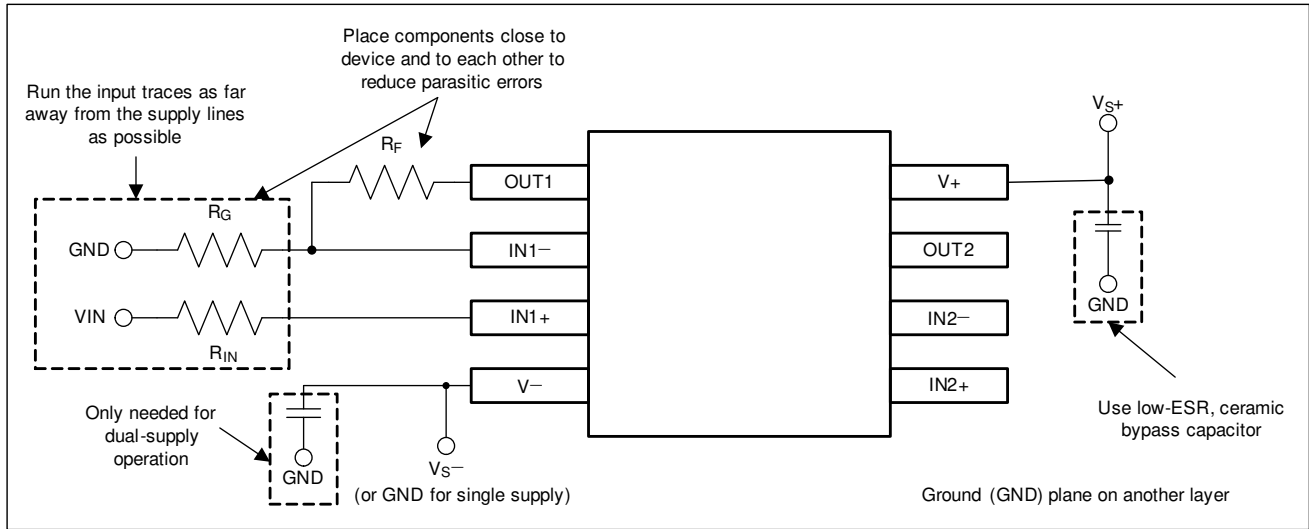 Place components close to
device and to each other to
reduce parasitic errors
Run the input traces as far
away from the supply lines
as possible
VS+
RF
OUT1
V+
RG
GND
IN1−
OUT2
GND
VIN
IN1+
IN2−
RIN
V−
IN2+
Only needed for
dual-supply
operation
Use low-ESR, ceramic
bypass capacitor
GND
VS−
(or GND for single supply)
Ground (GND) plane on another layer